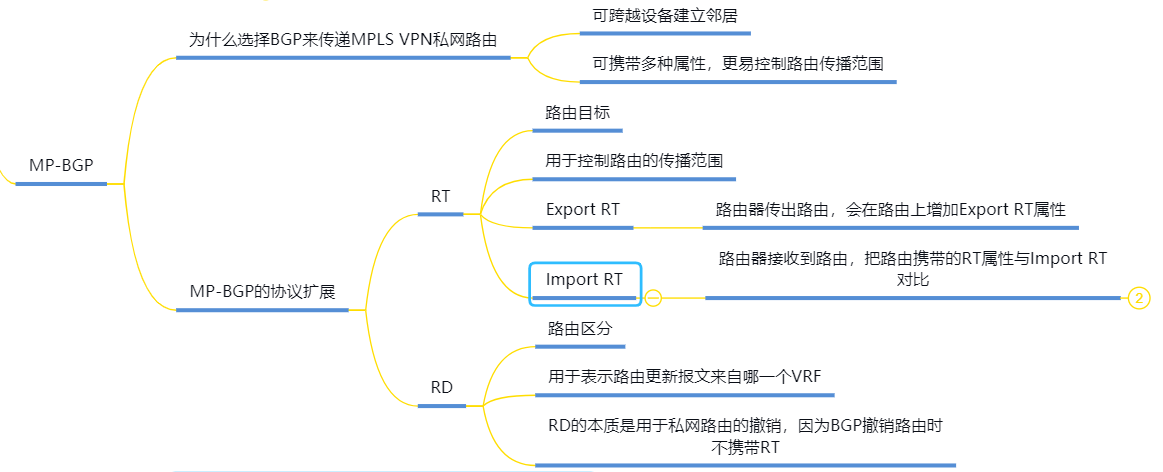 MP-BGP
为什么选择BGP来传递MPLS VPN私网路由
可跨越设备建立邻居
可携带多种属性，更易控制路由传播范围
MP-BGP的协议扩展
RT
路由目标
用于控制路由的传播范围
Export RT
路由器传出路由，会在路由上增加Export RT属性
Import RT
路由器接收到路由，把路由携带的RT属性与Import RT
对比
2
RD
路由区分
用于表示路由更新报文来自哪一个VRF
RD的本质是用于私网路由的撤销，因为BGP撤销路由时
不携带RT